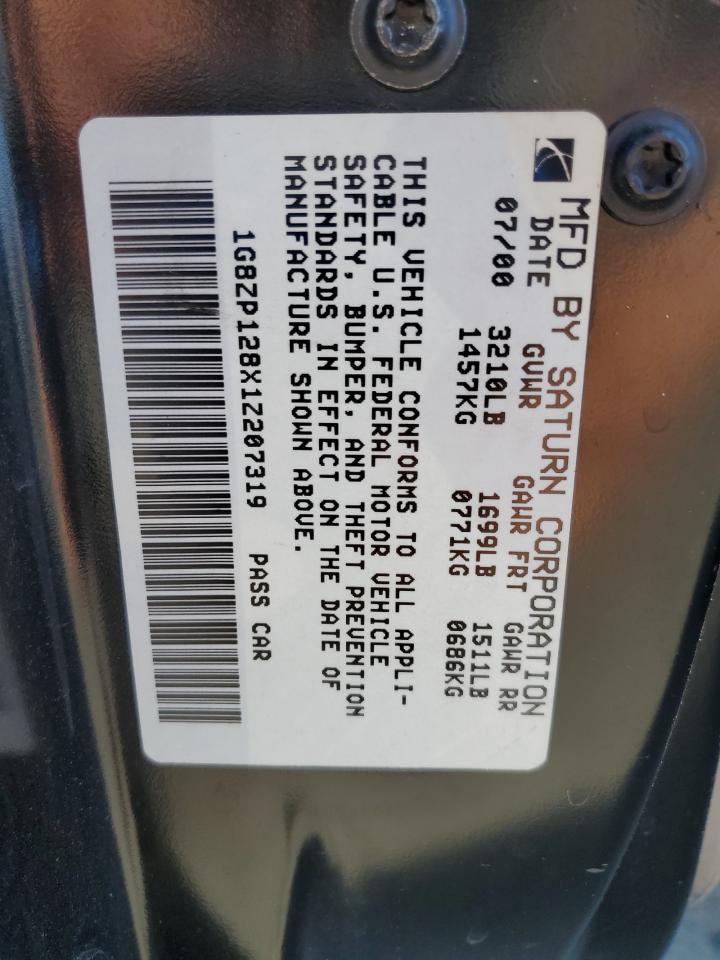 MFD BY SATURN CORPORATION
DATE GVWR GAWR FRT GAWR RR
07/00 3210LB 1699LB 1511LB
1457KG 0771KG 0686KG
THIS VEHICLE CONFORMS TO ALL APPLI-
CABLE U.S. FEDERAL MOTOR VEHICLE
SAFETY, BUMPER, AND THEFT PREVENTION
STANDARDS IN EFFECT ON THE DATE OF
MANUFACTURE SHOWN ABOVE.
1G8ZP128X1Z207319 PASS CAR